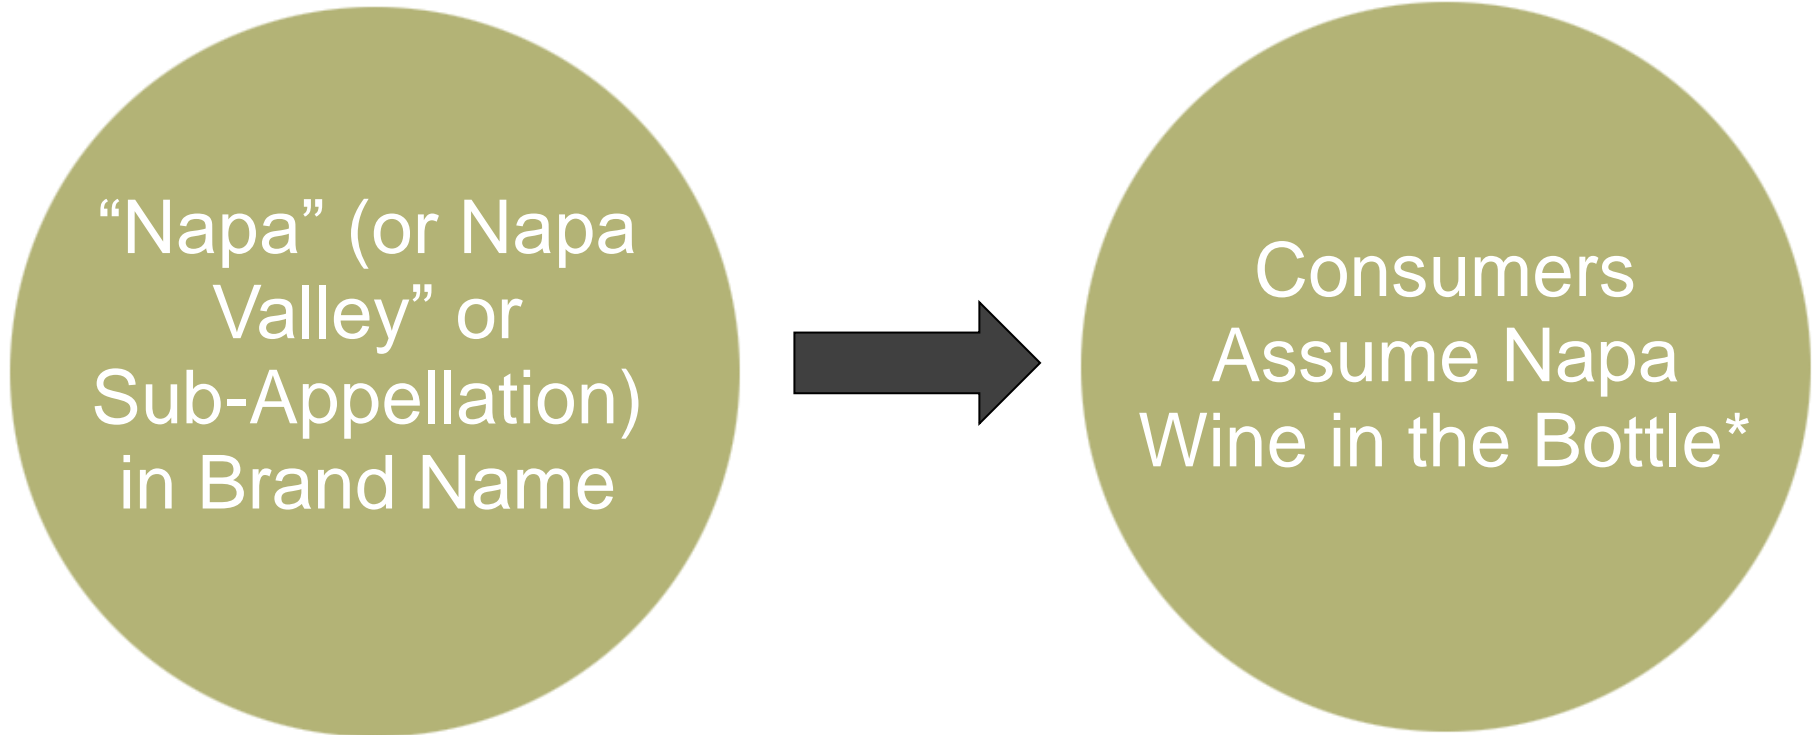 “Napa” (or Napa
Valley” or
Sub-Appellation)
in Brand Name
Consumers
Assume Napa
Wine in the Bottle*